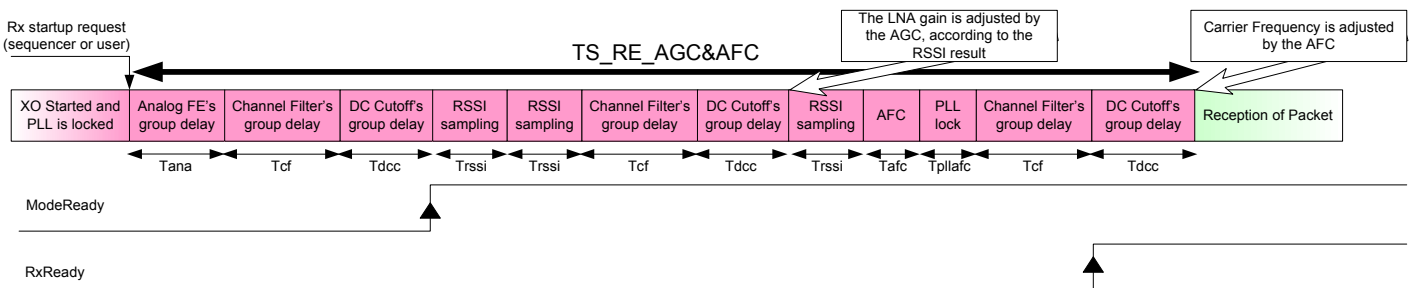 Rx startup request
(sequencer or user)
TS_RE_AGC&AFC
The LNA gain is adjusted by
the AGC, according to the
RSSI result
Carrier Frequency is adjusted
by the AFC
XO Started and
PLL is locked
Analog FE's
group delay
Channel Filter's
group delay
DC Cutoff's
group delay
RSSI
sampling
RSSI
sampling
Channel Filter's
group delay
DC Cutoff's
group delay
RSSI
sampling
AFC
PLL
lock
Channel Filter's
group delay
DC Cutoff's
group delay
Reception of Packet
Tana
Tcf
Tdcc
Trssi
Trssi
Tcf
Tdcc
Trssi
Tafc
Tpllafc
Tcf
Tdcc
ModeReady
RxReady